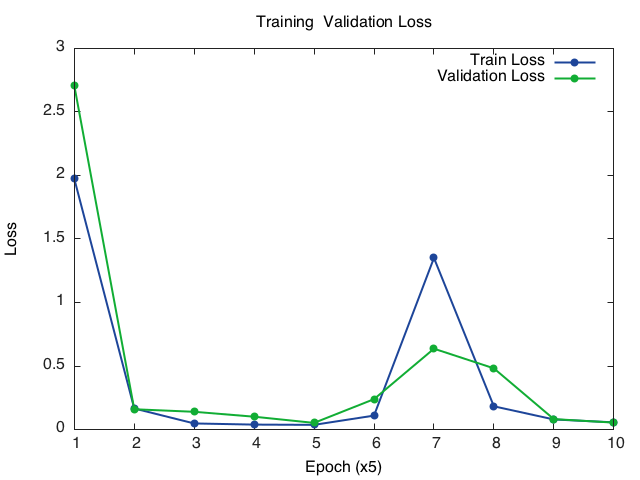 Training  Validation Loss
3
2.5
2
1.5
1
0.5
0
Loss
Train Loss
Validation Loss
1 2 3 4 5 6 7 8 9 10
Epoch (x5)